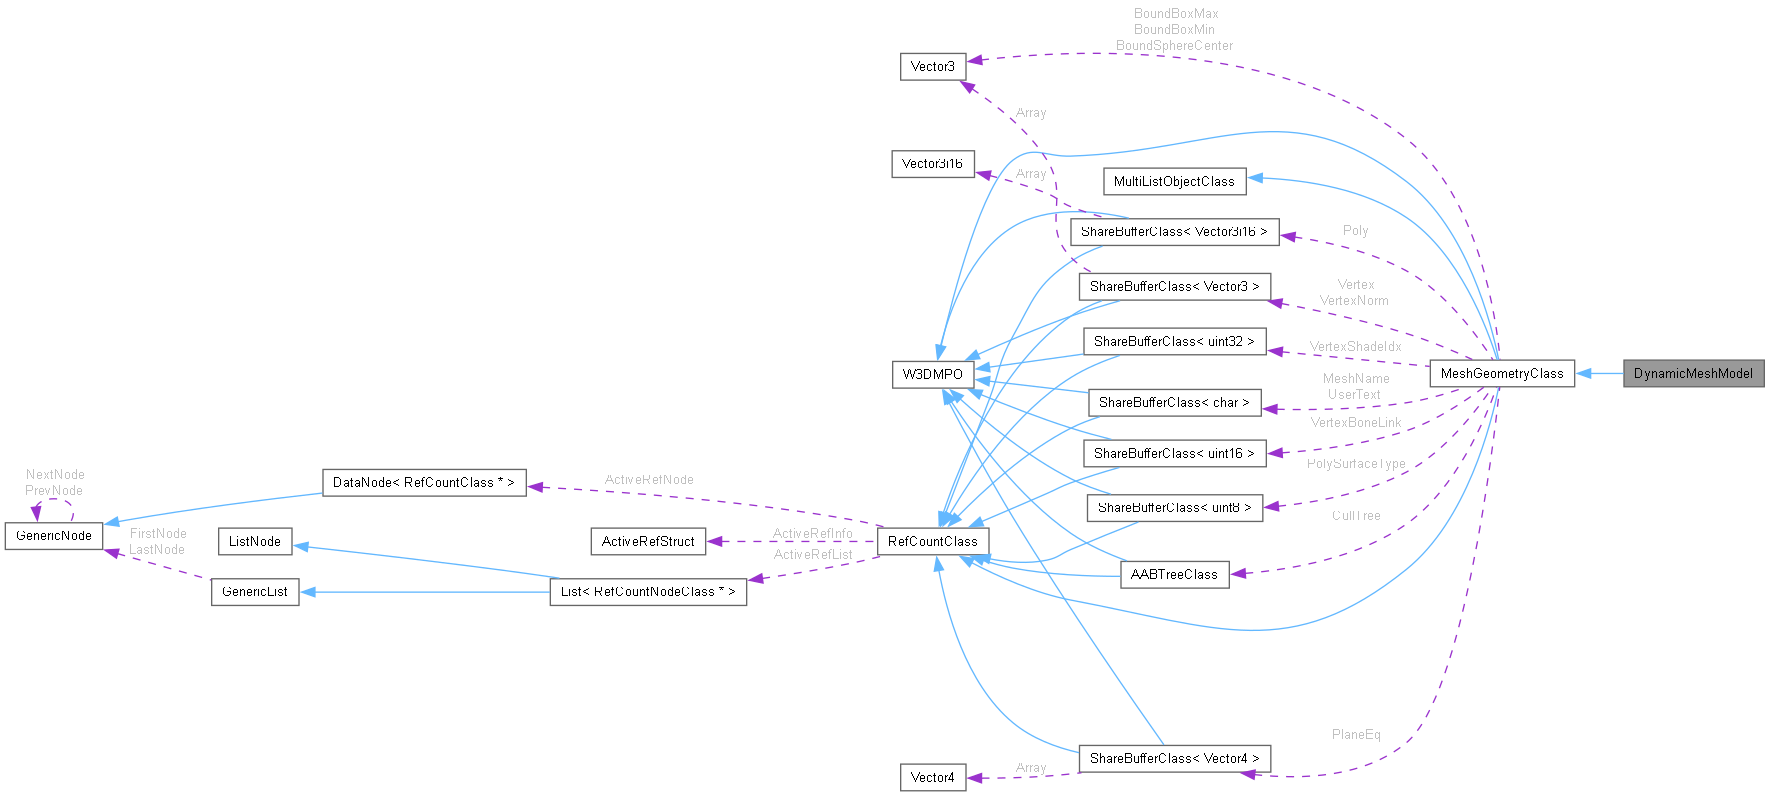 BoundBoxMax
BoundBoxMin
BoundSphereCenter
Vector3
Array
Vector3i16
Array
MultiListObjectClass
ShareBufferClass< Vector3i16 >
Poly
ShareBufferClass< Vector3 >
Vertex
VertexNorm
ShareBufferClass< uint32 >
VertexShadeIdx
W3DMPO
MeshGeometryClass
DynamicMeshModel
ShareBufferClass< char >
MeshName
UserText
ShareBufferClass< uint16 >
VertexBoneLink
PolySurfaceType
NextNode
PrevNode
DataNode< RefCountClass * >
ActiveRefNode
ShareBufferClass< uint8 >
CullTree
GenericNode
FirstNode
LastNode
ListNode
ActiveRefStruct
ActiveRefInfo
ActiveRefList
RefCountClass
AABTreeClass
GenericList
List< RefCountNodeClass * >
PlaneEq
ShareBufferClass< Vector4 >
Array
Vector4